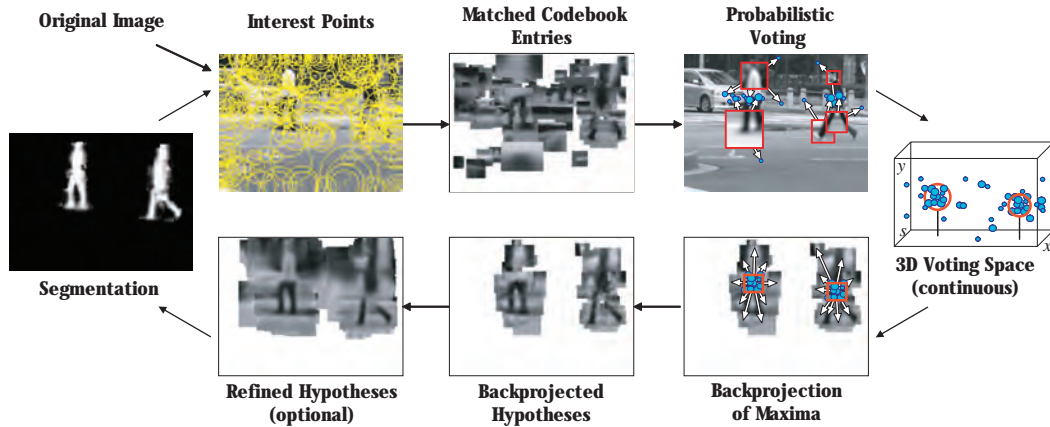 Original Image
Interest Points
Matched Codebook
Entries
Probabilistic
Voting
y
s
x
3D Voting Space
(continuous)
Segmentation
Refined Hypotheses
(optional)
Backprojected
Hypotheses
Backprojection
of Maxima